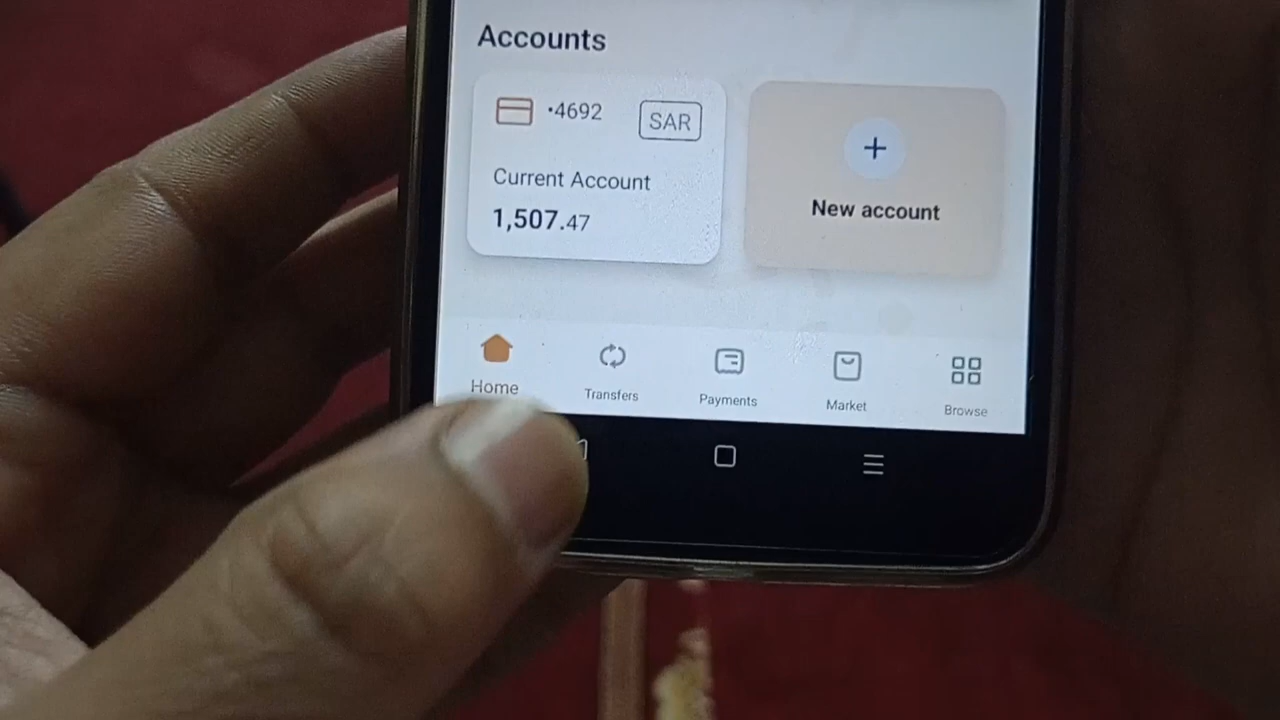 Accounts
·4692
SAR
Current Account
1,507.47
New account
Home
Transfers
Payments
Market
Browse